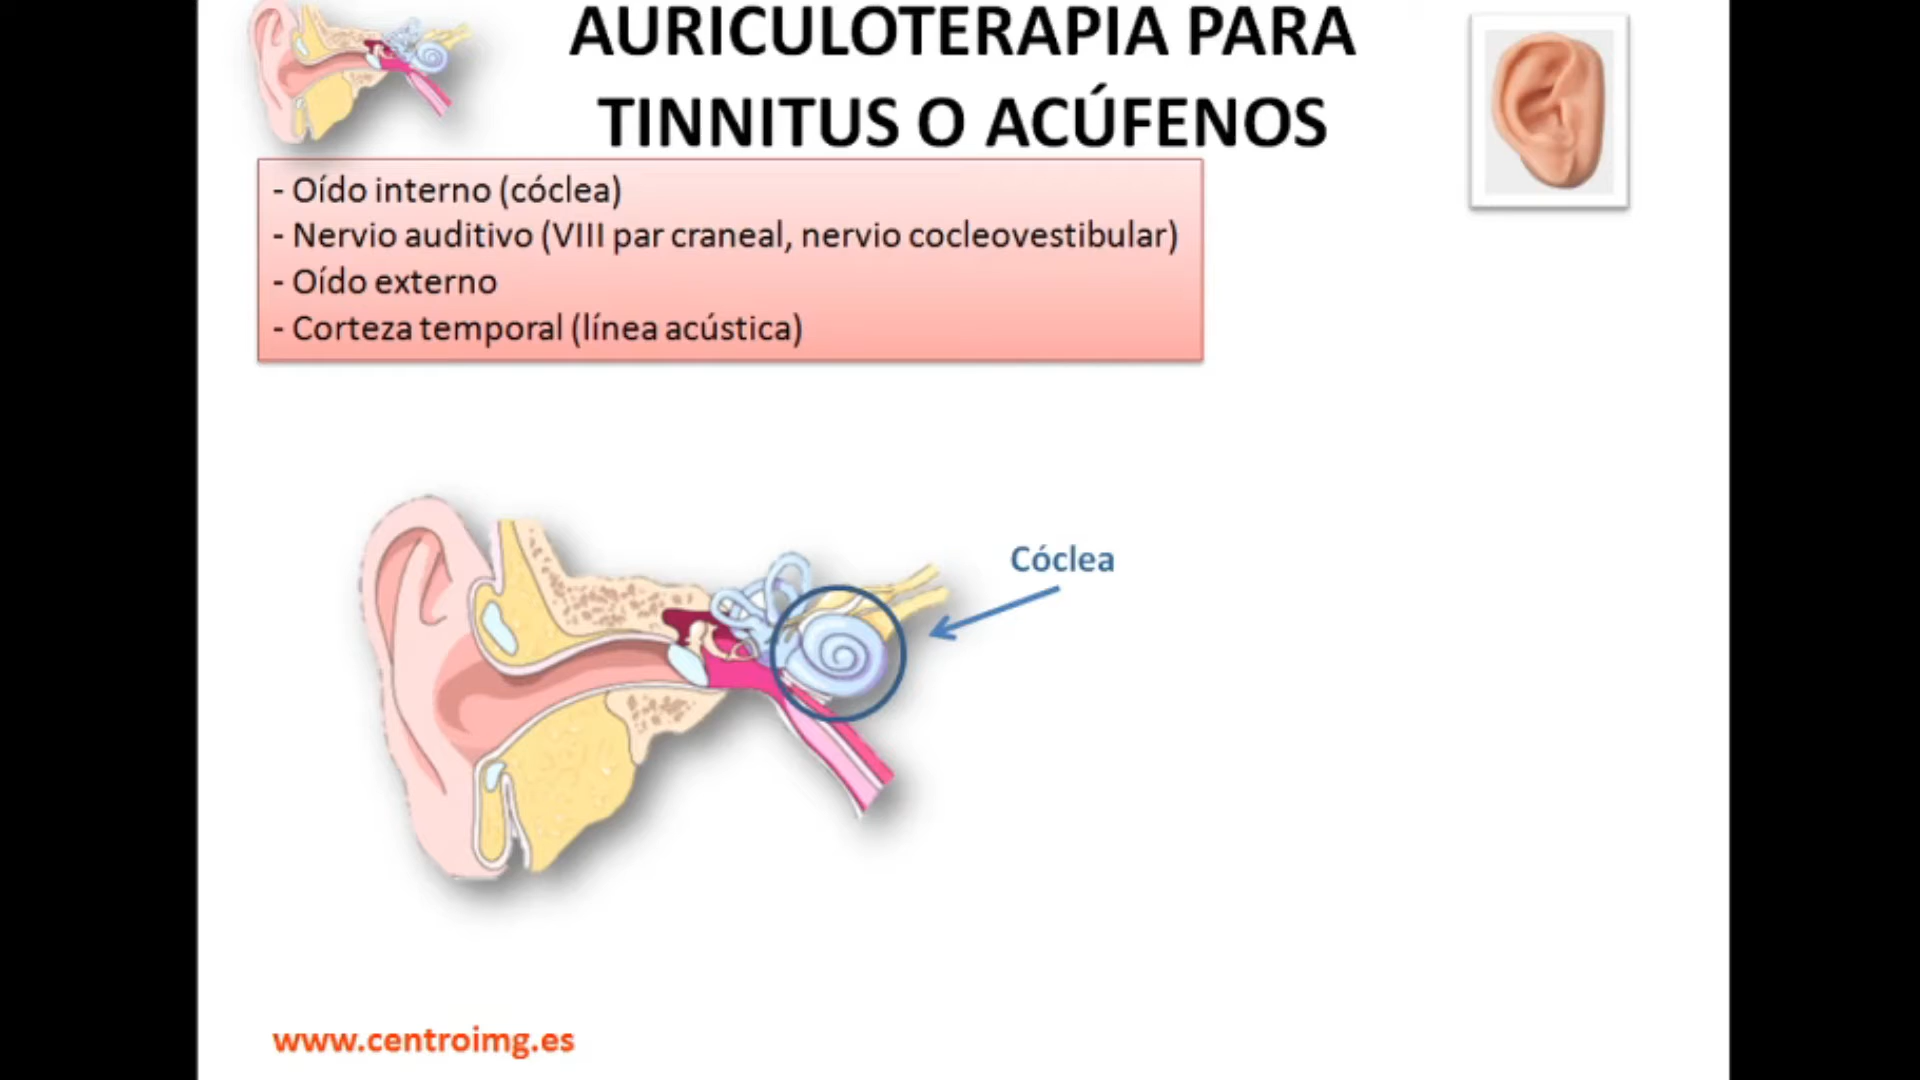 AURICULOTERAPIA PARA
TINNITUS O ACÚFENOS
- Oído interno (cóclea)
- Nervio auditivo (VIII par craneal, nervio cocleovestibular)
- Oído externo
- Corteza temporal (línea acústica)
Cóclea
www.centroimg.es